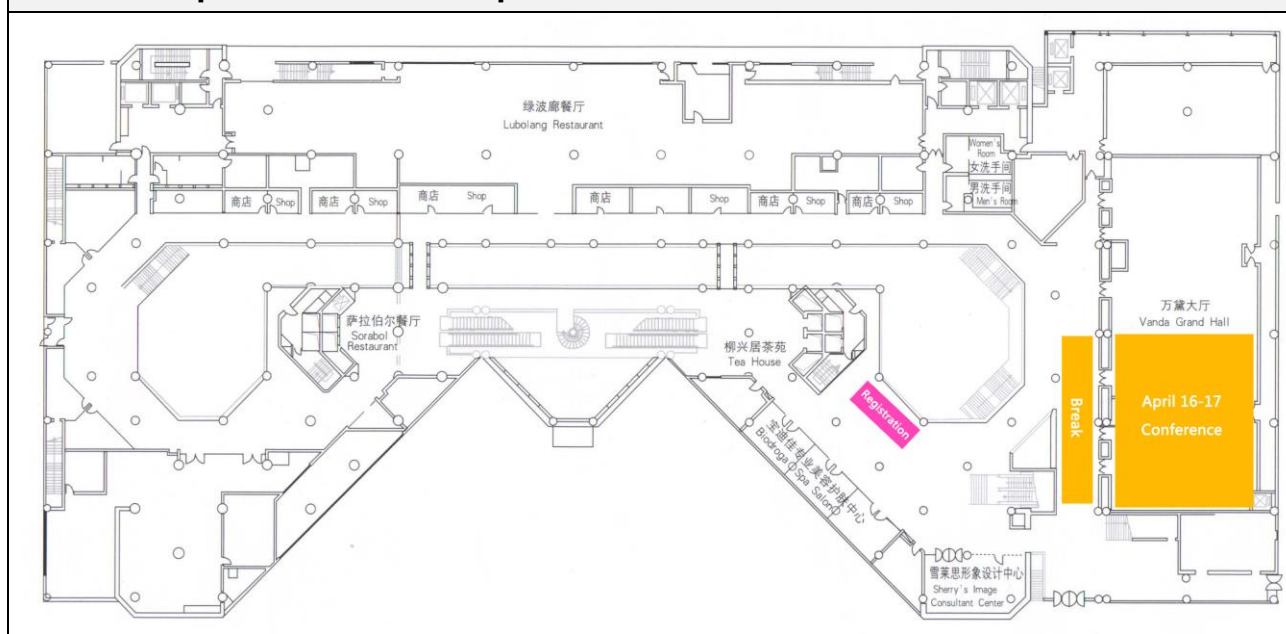 绿波廊餐厅
Lubolang Restaurant
Women's
Room
女洗手间
男洗手间
Men's Room
商店
Shop
商店
Shop
商店
Shop
商店
Shop
商店
Shop
商店
Shop
萨拉伯尔餐厅
Sorabol
Restaurant
柳兴居茶苑
Tea House
万黛大厅
Vanda Grand Hall
Registration
Break
April 16-17
Conference
宝迪佳专业美容护肤中心
Biodroga Spa Salon
雪莱思形象设计中心
Sherry's Image
Consultant Center